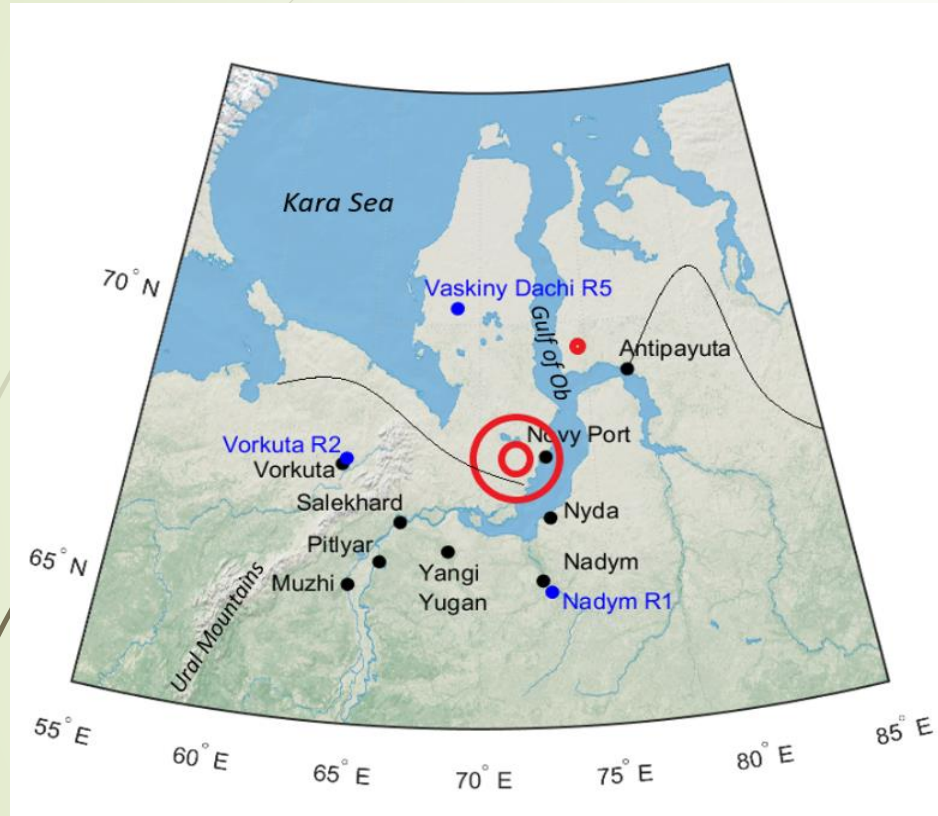 Kara Sea
70° N
Vaskiny Dachi R5
Gulf of Ob
Antipayuta
Novy Port
Vorkuta R2
Vorkuta
Salekhard
Nyda
Pitlyar
65° N
Muzhi
Yangi
Yugan
Nadym
Nadym R1
Ural Mountains
55° E
60° E
65° E
70° E
75° E
80° E
85° E